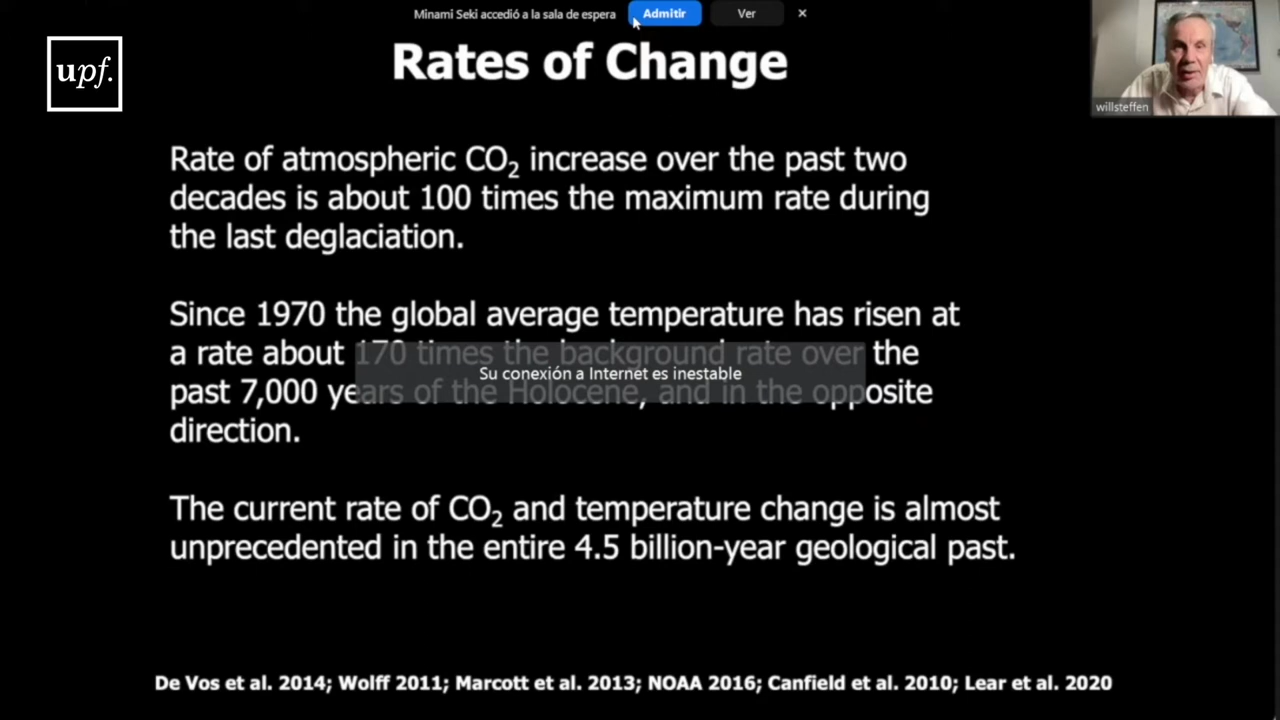 Minami Seki accedió a la sala de espera Admitir Ver
upf.
Rates of Change
willsteffen
Rate of atmospheric CO₂ increase over the past two
decades is about 100 times the maximum rate during
the last deglaciation.
Since 1970 the global average temperature has risen at
a rate about 170 times the background rate over the
Su conexión a Internet es inestable
past 7,000 years of the Holocene, and in the opposite
direction.
The current rate of CO₂ and temperature change is almost
unprecedented in the entire 4.5 billion-year geological past.
De Vos et al. 2014; Wolff 2011; Marcott et al. 2013; NOAA 2016; Canfield et al. 2010; Lear et al. 2020